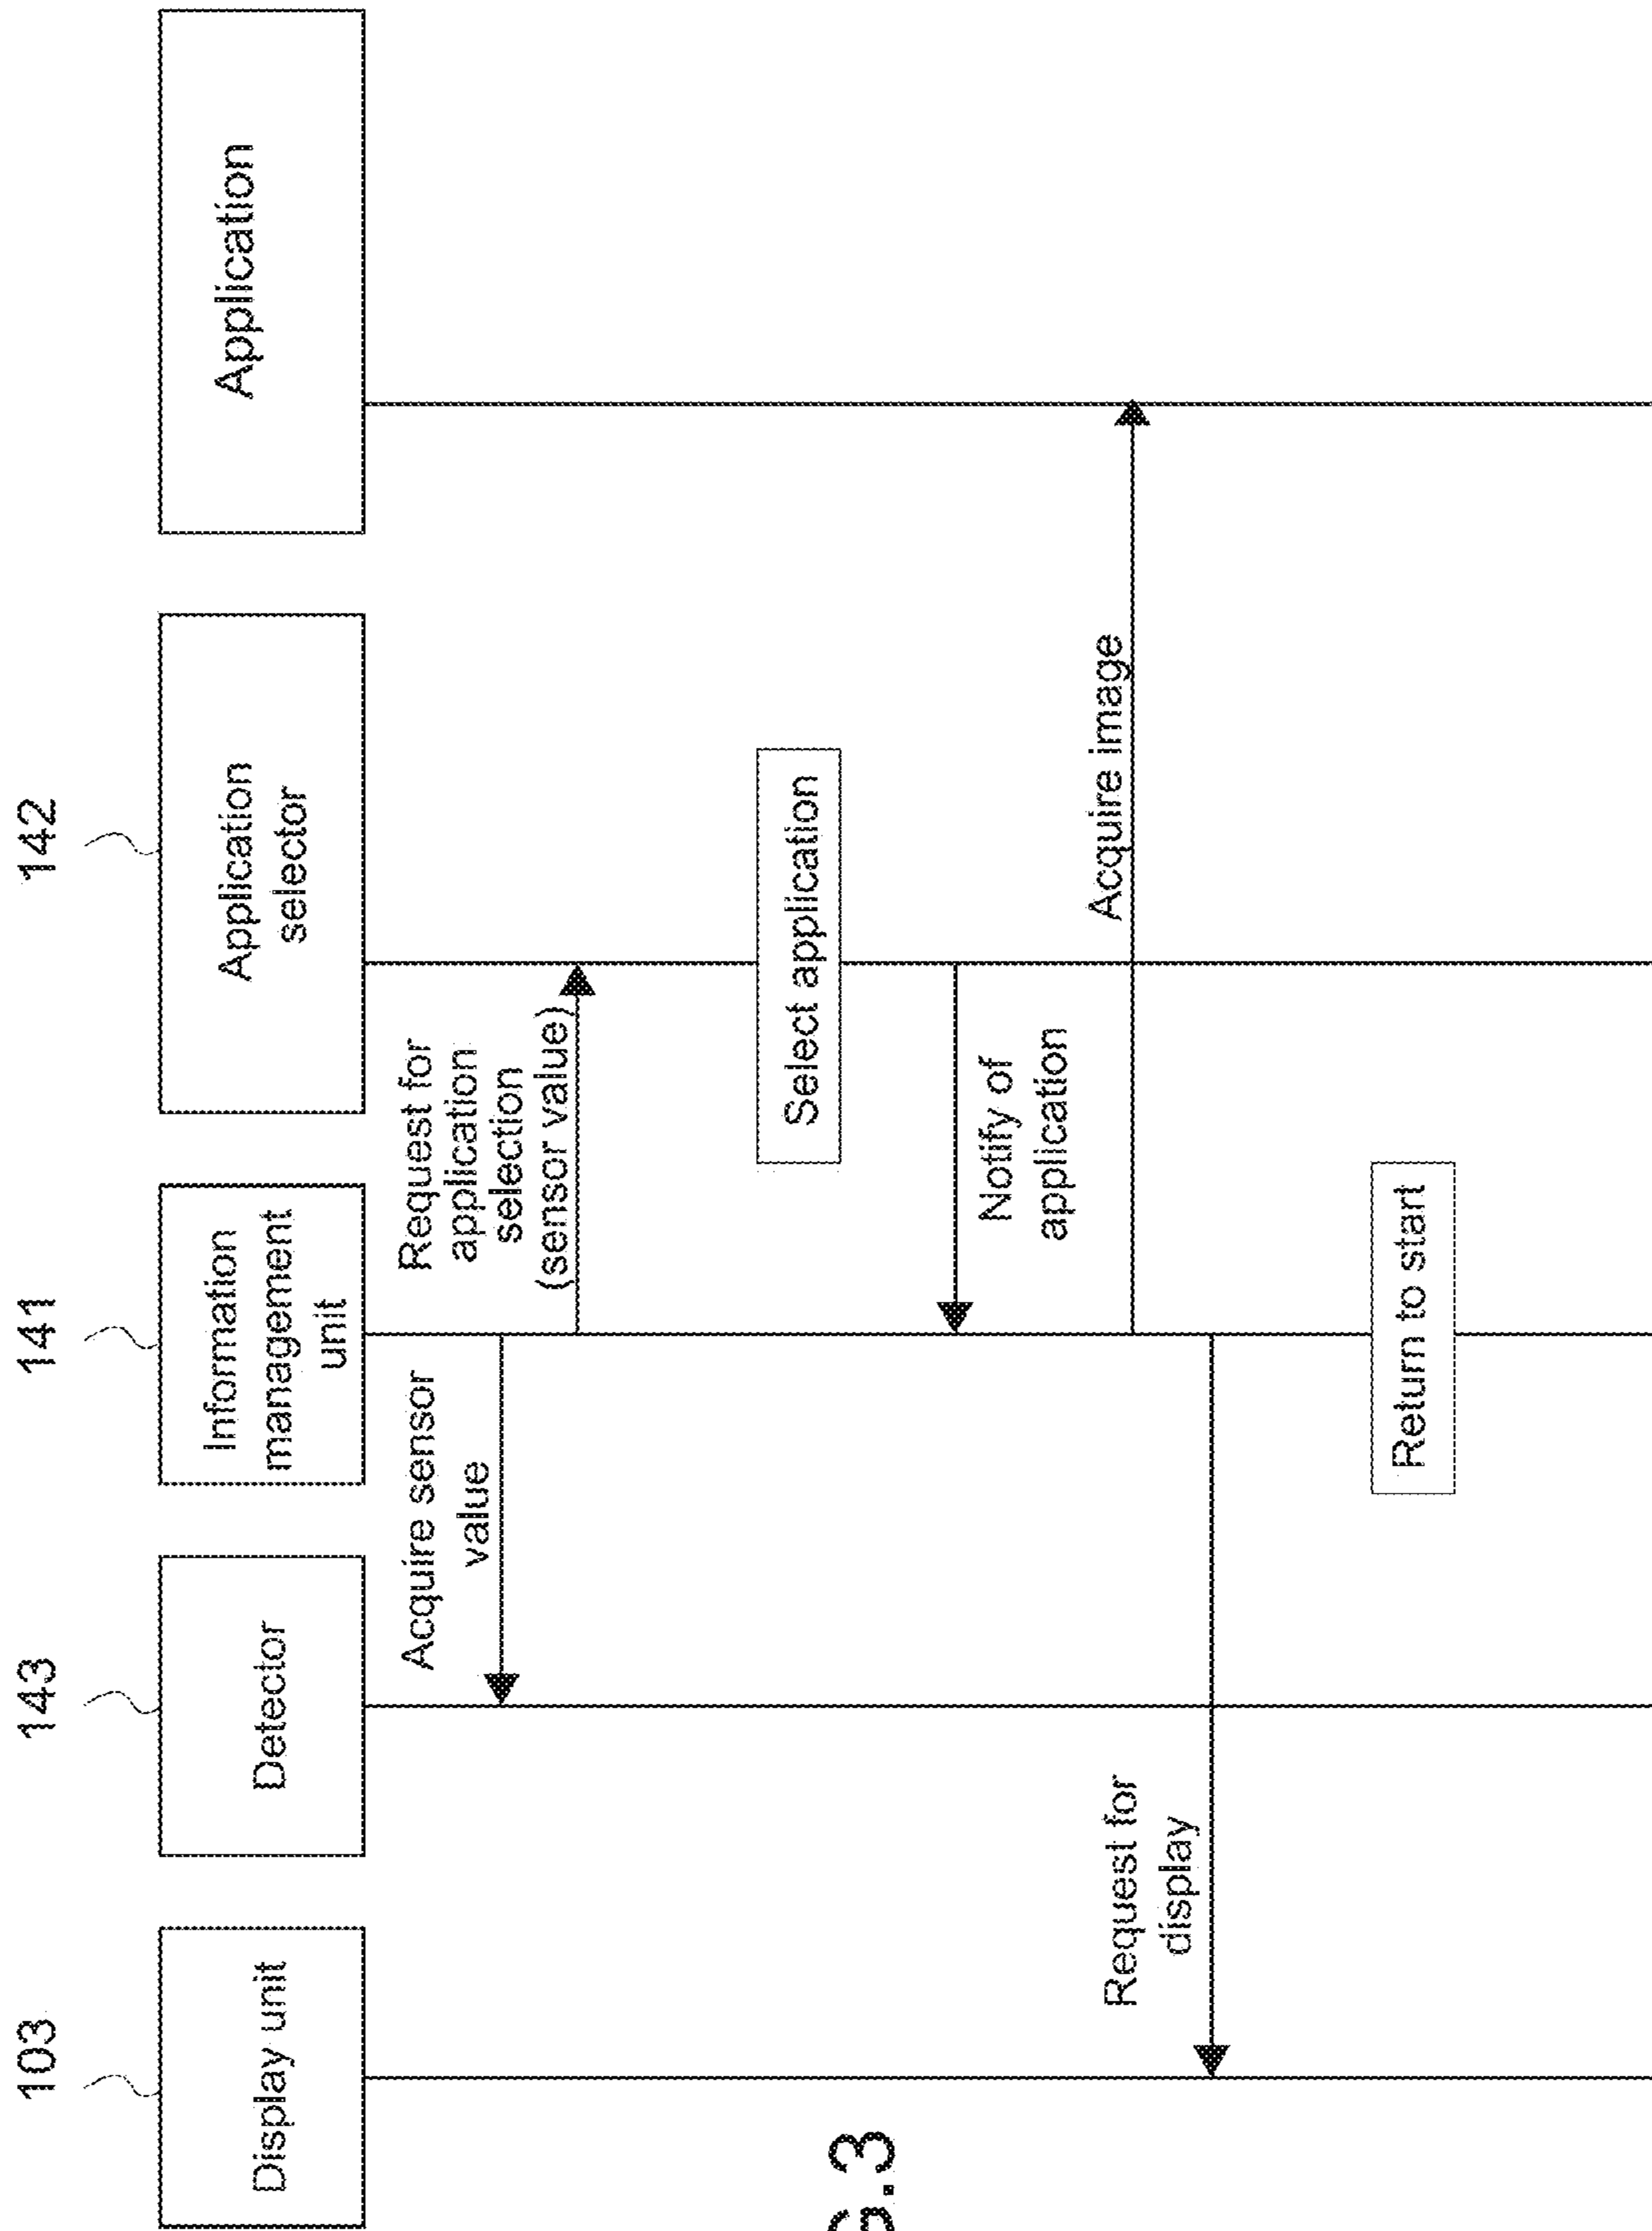 103
143
141
142
Display unit
Detector
Information
management
unit
Application
selector
Application
Acquire sensor
value
Request for
application
selection
(sensor value)
Select application
Notify of
application
Acquire image
Request for
display
Return to start
G.3